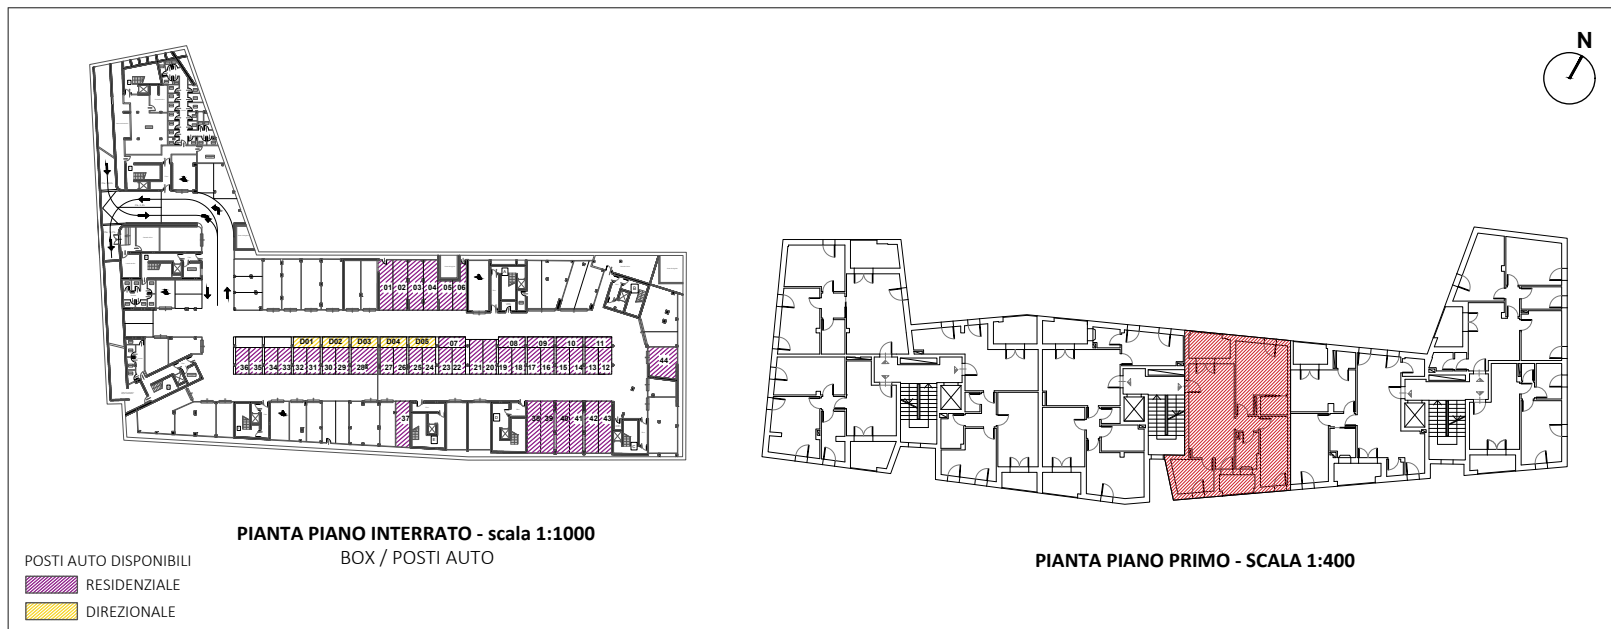 N
01 02 03 04 05 06
D01 D02 D03 D04 D05 07 08 09 10 11
36 35 34 33 32 31 30 29 28 27 26 25 24 23 22 21 20 19 18 17 16 15 14 13 12
44
37 38 39 40 41 42 43
PIANTA PIANO INTERRATO - scala 1:1000
BOX / POSTI AUTO
PIANTA PIANO PRIMO - SCALA 1:400
POSTI AUTO DISPONIBILI
RESIDENZIALE
DIREZIONALE